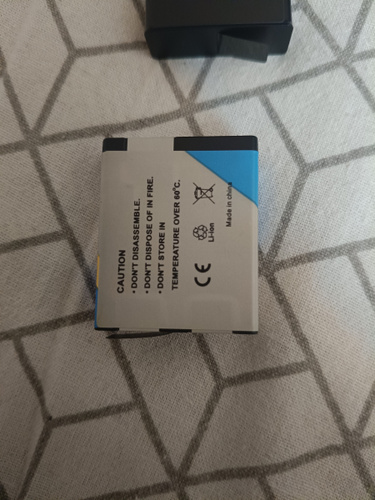 CAUTION
• DON'T DISASSEMBLE.
• DON'T DISPOSE OF IN FIRE.
• DON'T STORE IN
TEMPERATURE OVER 60°C.
CE
Li-ion
Made in china